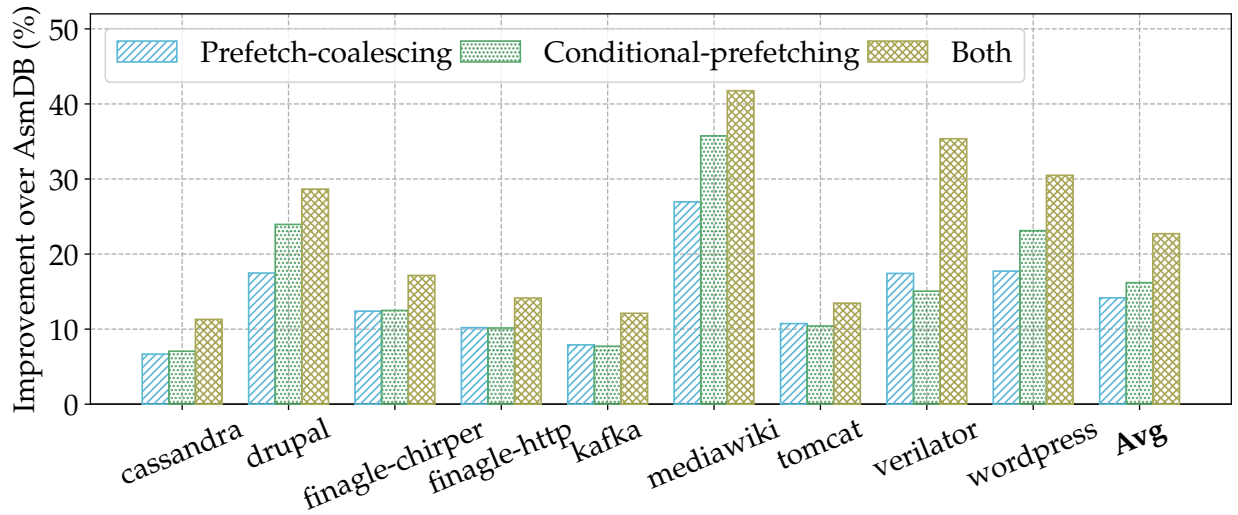 Improvement over AsmDB (%)
50
40
30
20
10
0
Prefetch-coalescing Conditional-prefetching Both
cassandra
drupal
finagle-chirper
finagle-http
kafka
mediawiki
tomcat
verilator
wordpress
Avg